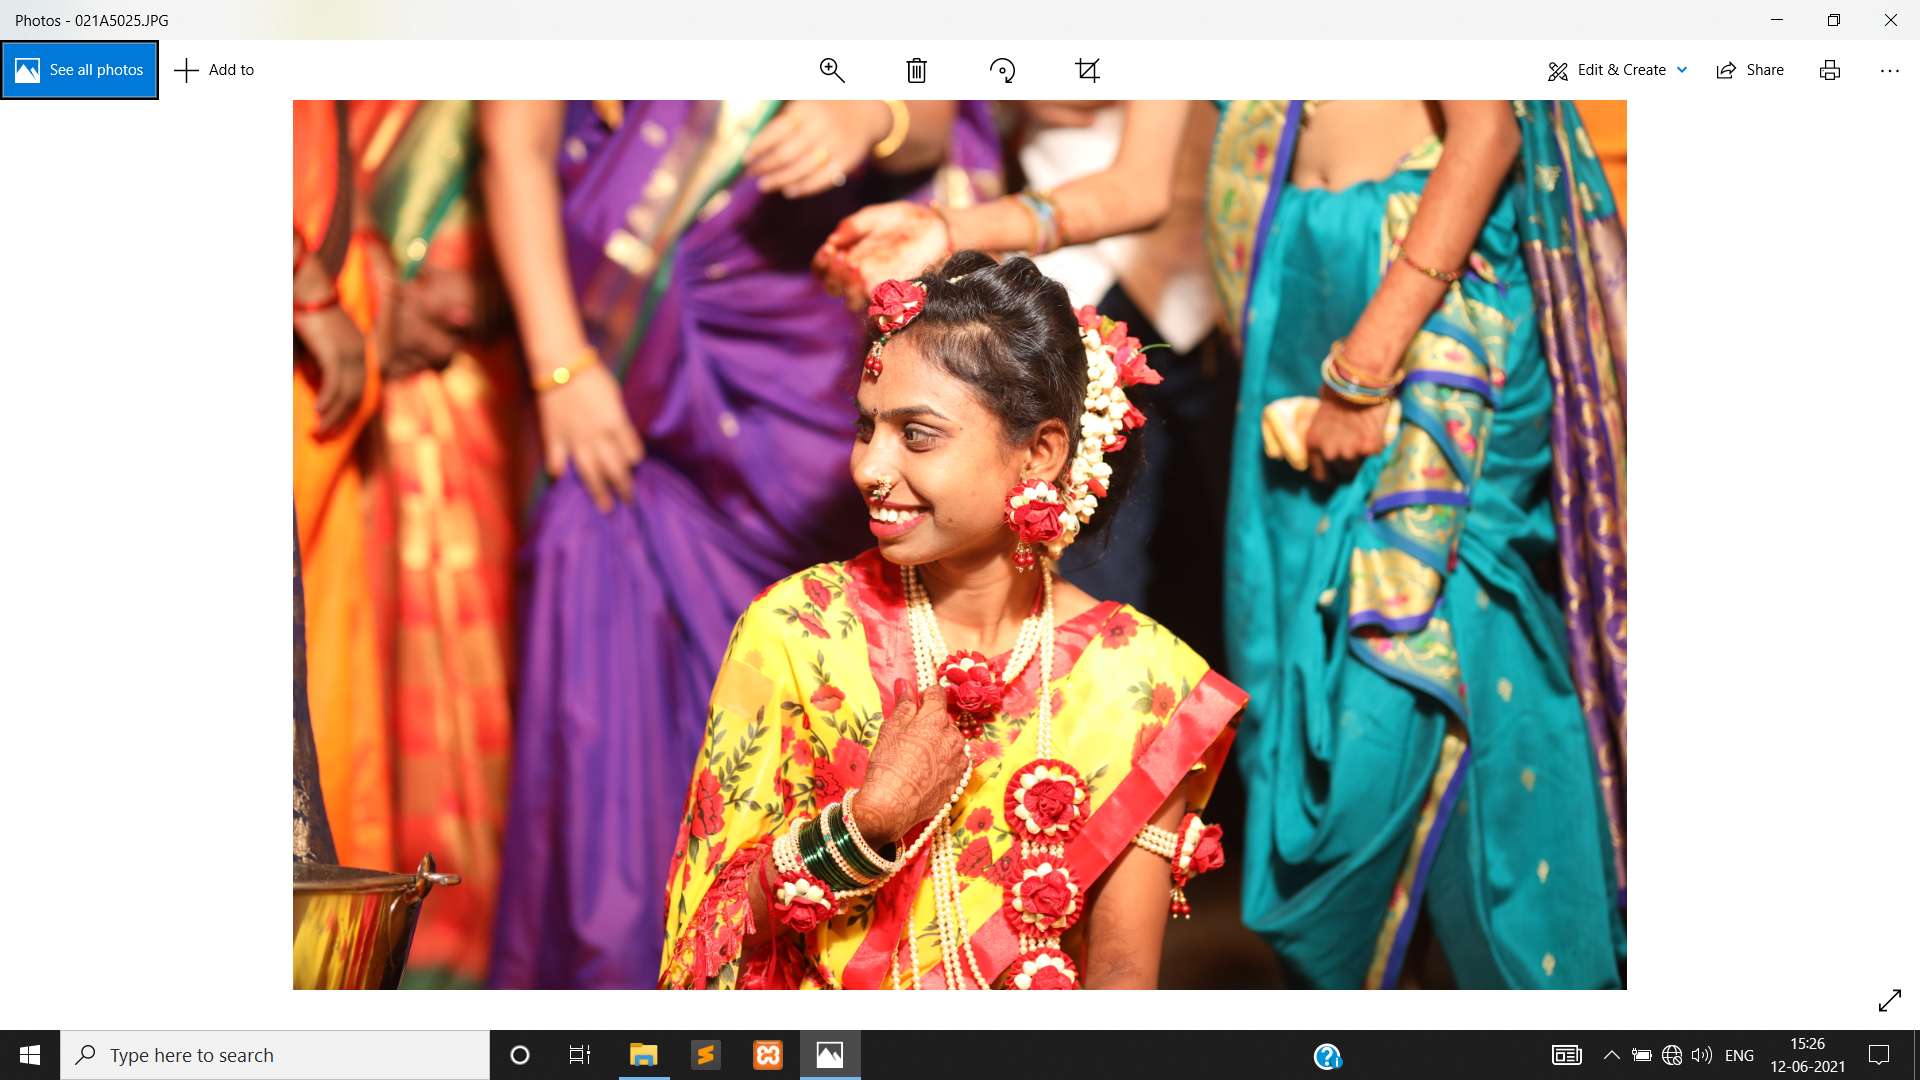 Photos - 021A5025.JPG
See all photos
Add to
Edit & Create
Share
Type here to search
ENG
15:26
12-06-2021